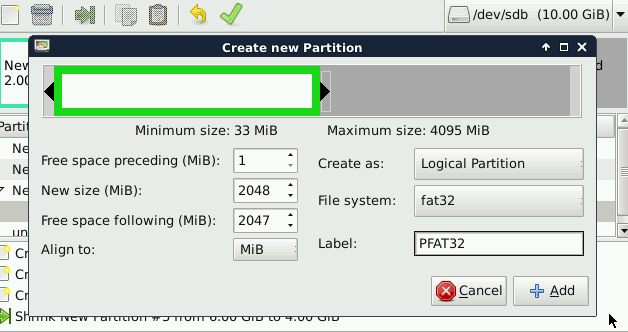 /dev/sdb (10.00 GiB)
Create new Partition
New
2.00
d
Minimum size: 33 MiB Maximum size: 4095 MiB
Partit
Free space preceding (MiB): 1 Create as: Logical Partition
Ne
Ne
New size (MiB): 2048 File system: fat32
Ne
Free space following (MiB): 2047
un
Align to: MiB Label: PFAT32
Cr
Cr
Cr
Cancel Add
Shrink New Partition #5 from 6.00 GiB to 4.00 GiB